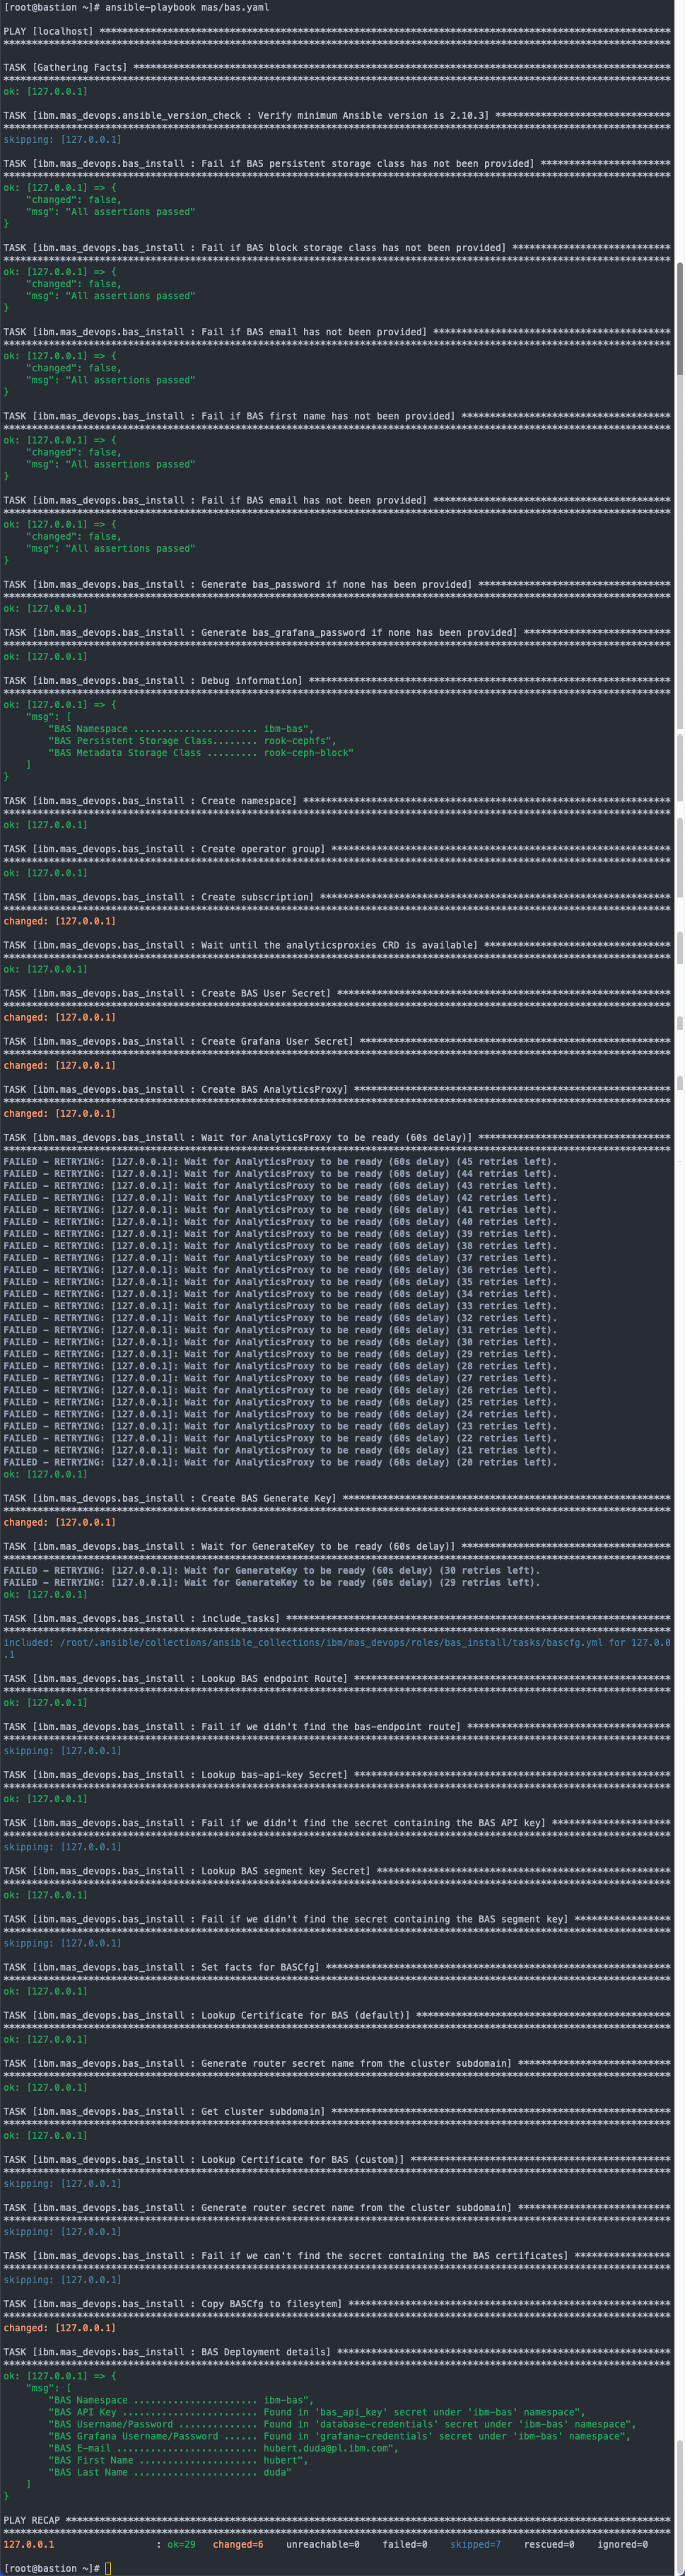 [root@bastion ~]# ansible-playbook mas/bas.yaml
PLAY [localhost] ****************
TASK [Gathering Facts] ****************
ok: [127.0.0.1]
TASK [ibm.mas_devops.ansible_version_check : Verify minimum Ansible version is 2.10.3] ****************
skipping: [127.0.0.1]
TASK [ibm.mas_devops.bas_install : Fail if BAS persistent storage class has not been provided] ****************
ok: [127.0.0.1] => {
"changed": false,
"msg": "All assertions passed"
}
TASK [ibm.mas_devops.bas_install : Fail if BAS block storage class has not been provided] ****************
ok: [127.0.0.1] => {
"changed": false,
"msg": "All assertions passed"
}
TASK [ibm.mas_devops.bas_install : Fail if BAS email has not been provided] ****************
ok: [127.0.0.1] => {
"changed": false,
"msg": "All assertions passed"
}
TASK [ibm.mas_devops.bas_install : Fail if BAS first name has not been provided] ****************
ok: [127.0.0.1] => {
"changed": false,
"msg": "All assertions passed"
}
TASK [ibm.mas_devops.bas_install : Fail if BAS email has not been provided] ****************
ok: [127.0.0.1] => {
"changed": false,
"msg": "All assertions passed"
}
TASK [ibm.mas_devops.bas_install : Generate bas_password if none has been provided] ****************
ok: [127.0.0.1]
TASK [ibm.mas_devops.bas_install : Generate bas_grafana_password if none has been provided] ****************
ok: [127.0.0.1]
TASK [ibm.mas_devops.bas_install : Debug information] ****************
ok: [127.0.0.1] => {
"msg": [
"BAS Namespace ...................... ibm-bas",
"BAS Persistent Storage Class........ rook-cephfs",
"BAS Metadata Storage Class ......... rook-ceph-block"
]
}
TASK [ibm.mas_devops.bas_install : Create namespace] ****************
ok: [127.0.0.1]
TASK [ibm.mas_devops.bas_install : Create operator group] ****************
ok: [127.0.0.1]
TASK [ibm.mas_devops.bas_install : Create subscription] ****************
changed: [127.0.0.1]
TASK [ibm.mas_devops.bas_install : Wait until the analyticsproxies CRD is available] ****************
ok: [127.0.0.1]
TASK [ibm.mas_devops.bas_install : Create BAS User Secret] ****************
changed: [127.0.0.1]
TASK [ibm.mas_devops.bas_install : Create Grafana User Secret] ****************
changed: [127.0.0.1]
TASK [ibm.mas_devops.bas_install : Create BAS AnalyticsProxy] ****************
changed: [127.0.0.1]
TASK [ibm.mas_devops.bas_install : Wait for AnalyticsProxy to be ready (60s delay)] ****************
FAILED - RETRYING: [127.0.0.1]: Wait for AnalyticsProxy to be ready (60s delay) (45 retries left).
FAILED - RETRYING: [127.0.0.1]: Wait for AnalyticsProxy to be ready (60s delay) (44 retries left).
FAILED - RETRYING: [127.0.0.1]: Wait for AnalyticsProxy to be ready (60s delay) (43 retries left).
FAILED - RETRYING: [127.0.0.1]: Wait for AnalyticsProxy to be ready (60s delay) (42 retries left).
FAILED - RETRYING: [127.0.0.1]: Wait for AnalyticsProxy to be ready (60s delay) (41 retries left).
FAILED - RETRYING: [127.0.0.1]: Wait for AnalyticsProxy to be ready (60s delay) (40 retries left).
FAILED - RETRYING: [127.0.0.1]: Wait for AnalyticsProxy to be ready (60s delay) (39 retries left).
FAILED - RETRYING: [127.0.0.1]: Wait for AnalyticsProxy to be ready (60s delay) (38 retries left).
FAILED - RETRYING: [127.0.0.1]: Wait for AnalyticsProxy to be ready (60s delay) (37 retries left).
FAILED - RETRYING: [127.0.0.1]: Wait for AnalyticsProxy to be ready (60s delay) (36 retries left).
FAILED - RETRYING: [127.0.0.1]: Wait for AnalyticsProxy to be ready (60s delay) (35 retries left).
FAILED - RETRYING: [127.0.0.1]: Wait for AnalyticsProxy to be ready (60s delay) (34 retries left).
FAILED - RETRYING: [127.0.0.1]: Wait for AnalyticsProxy to be ready (60s delay) (33 retries left).
FAILED - RETRYING: [127.0.0.1]: Wait for AnalyticsProxy to be ready (60s delay) (32 retries left).
FAILED - RETRYING: [127.0.0.1]: Wait for AnalyticsProxy to be ready (60s delay) (31 retries left).
FAILED - RETRYING: [127.0.0.1]: Wait for AnalyticsProxy to be ready (60s delay) (30 retries left).
FAILED - RETRYING: [127.0.0.1]: Wait for AnalyticsProxy to be ready (60s delay) (29 retries left).
FAILED - RETRYING: [127.0.0.1]: Wait for AnalyticsProxy to be ready (60s delay) (28 retries left).
FAILED - RETRYING: [127.0.0.1]: Wait for AnalyticsProxy to be ready (60s delay) (27 retries left).
FAILED - RETRYING: [127.0.0.1]: Wait for AnalyticsProxy to be ready (60s delay) (26 retries left).
FAILED - RETRYING: [127.0.0.1]: Wait for AnalyticsProxy to be ready (60s delay) (25 retries left).
FAILED - RETRYING: [127.0.0.1]: Wait for AnalyticsProxy to be ready (60s delay) (24 retries left).
FAILED - RETRYING: [127.0.0.1]: Wait for AnalyticsProxy to be ready (60s delay) (23 retries left).
FAILED - RETRYING: [127.0.0.1]: Wait for AnalyticsProxy to be ready (60s delay) (22 retries left).
FAILED - RETRYING: [127.0.0.1]: Wait for AnalyticsProxy to be ready (60s delay) (21 retries left).
FAILED - RETRYING: [127.0.0.1]: Wait for AnalyticsProxy to be ready (60s delay) (20 retries left).
ok: [127.0.0.1]
TASK [ibm.mas_devops.bas_install : Create BAS Generate Key] ****************
changed: [127.0.0.1]
TASK [ibm.mas_devops.bas_install : Wait for GenerateKey to be ready (60s delay)] ****************
FAILED - RETRYING: [127.0.0.1]: Wait for GenerateKey to be ready (60s delay) (30 retries left).
FAILED - RETRYING: [127.0.0.1]: Wait for GenerateKey to be ready (60s delay) (29 retries left).
ok: [127.0.0.1]
TASK [ibm.mas_devops.bas_install : include_tasks] ****************
included: /root/.ansible/collections/ansible_collections/ibm/mas_devops/roles/bas_install/tasks/bascfg.yml for 127.0.0
.1
TASK [ibm.mas_devops.bas_install : Lookup BAS endpoint Route] ****************
ok: [127.0.0.1]
TASK [ibm.mas_devops.bas_install : Fail if we didn't find the bas-endpoint route] ****************
skipping: [127.0.0.1]
TASK [ibm.mas_devops.bas_install : Lookup bas-api-key Secret] ****************
ok: [127.0.0.1]
TASK [ibm.mas_devops.bas_install : Fail if we didn't find the secret containing the BAS API key] ****************
skipping: [127.0.0.1]
TASK [ibm.mas_devops.bas_install : Lookup BAS segment key Secret] ****************
ok: [127.0.0.1]
TASK [ibm.mas_devops.bas_install : Fail if we didn't find the secret containing the BAS segment key] ****************
skipping: [127.0.0.1]
TASK [ibm.mas_devops.bas_install : Set facts for BASCfg] ****************
ok: [127.0.0.1]
TASK [ibm.mas_devops.bas_install : Lookup Certificate for BAS (default)] ****************
ok: [127.0.0.1]
TASK [ibm.mas_devops.bas_install : Generate router secret name from the cluster subdomain] ****************
ok: [127.0.0.1]
TASK [ibm.mas_devops.bas_install : Get cluster subdomain] ****************
ok: [127.0.0.1]
TASK [ibm.mas_devops.bas_install : Lookup Certificate for BAS (custom)] ****************
skipping: [127.0.0.1]
TASK [ibm.mas_devops.bas_install : Generate router secret name from the cluster subdomain] ****************
skipping: [127.0.0.1]
TASK [ibm.mas_devops.bas_install : Fail if we can't find the secret containing the BAS certificates] ****************
skipping: [127.0.0.1]
TASK [ibm.mas_devops.bas_install : Copy BASCfg to filesytem] ****************
changed: [127.0.0.1]
TASK [ibm.mas_devops.bas_install : BAS Deployment details] ****************
ok: [127.0.0.1] => {
"msg": [
"BAS Namespace ...................... ibm-bas",
"BAS API Key ........................ Found in 'bas_api_key' secret under 'ibm-bas' namespace",
"BAS Username/Password .............. Found in 'database-credentials' secret under 'ibm-bas' namespace",
"BAS Grafana Username/Password ...... Found in 'grafana-credentials' secret under 'ibm-bas' namespace",
"BAS E-mail ......................... hubert.duda@pl.ibm.com",
"BAS First Name ..................... hubert",
"BAS Last Name ...................... duda"
]
}
PLAY RECAP ****************
127.0.0.1 : ok=29 changed=6 unreachable=0 failed=0 skipped=7 rescued=0 ignored=0
[root@bastion ~]#